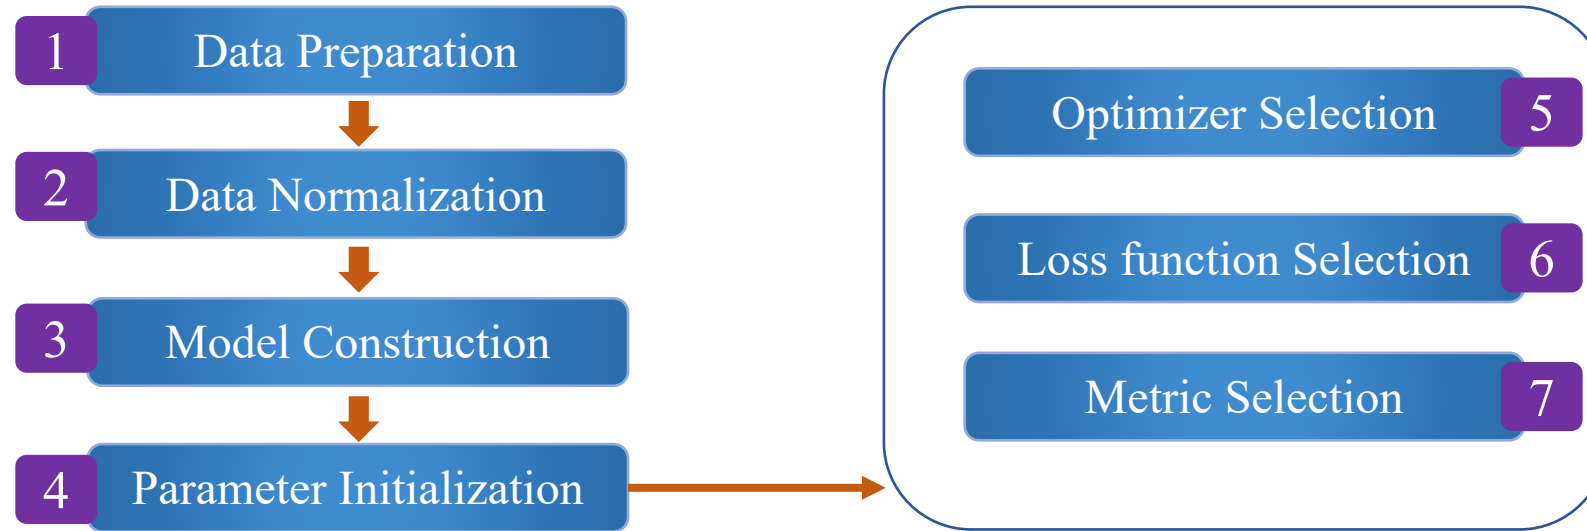 1 Data Preparation
2 Data Normalization
3 Model Construction
4 Parameter Initialization
Optimizer Selection 5
Loss function Selection 6
Metric Selection 7